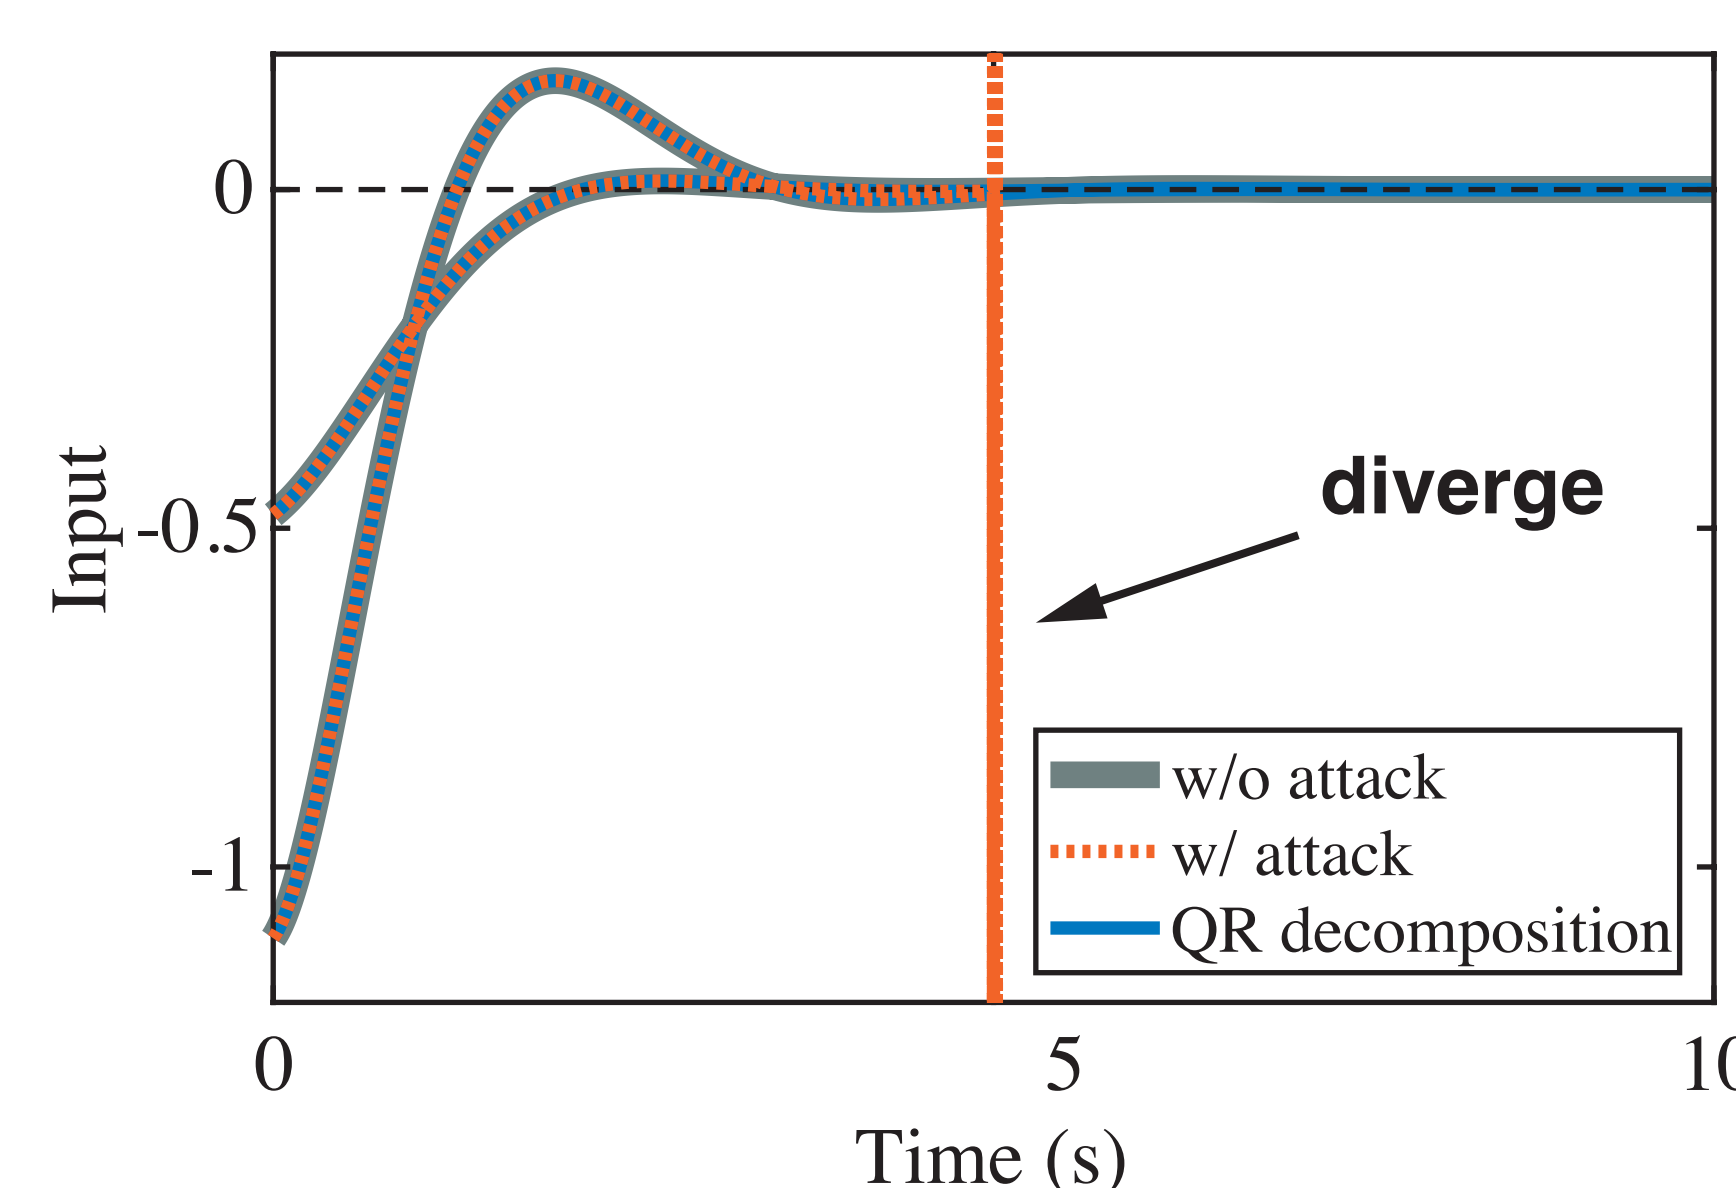 0
-0.5
-1
Input
diverge
w/o attack
w/ attack
QR decomposition
0
5
10
Time (s)